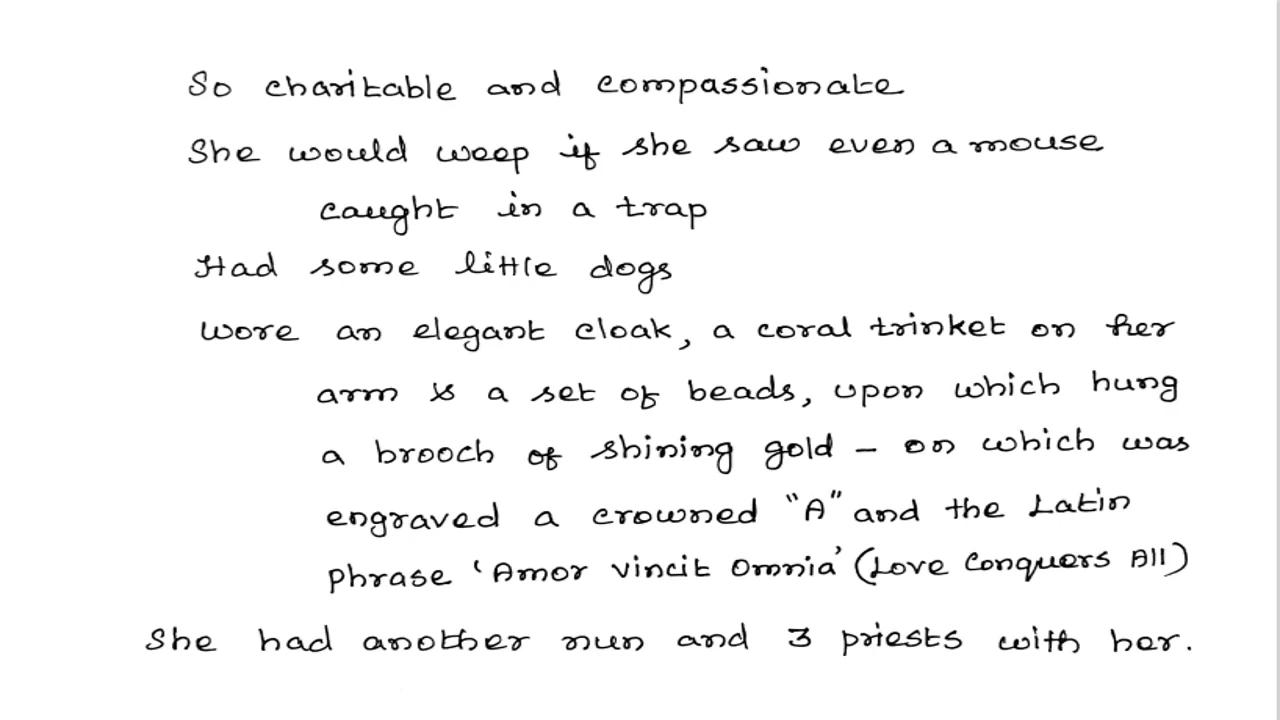 So charitable and compassionate
She would weep if she saw even a mouse
caught in a trap
Had some little dogs
Wore an elegant cloak, a coral trinket on her
arm & a set of beads, upon which hung
a brooch of shining gold – on which was
engraved a crowned "A" and the Latin
phrase 'Amor vincit omnia' (Love Conquers All)
She had another nun and 3 priests with her.